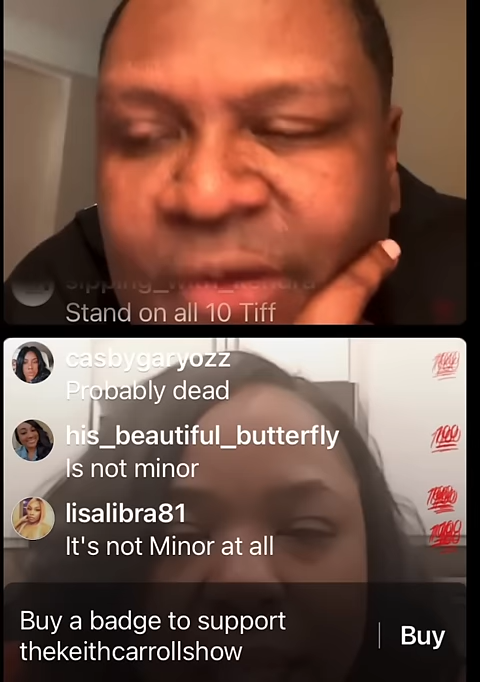 Stand on all 10 Tiff
casbygaryozz
Probably dead
his_beautiful_butterfly
Is not minor
lisalibra81
It's not Minor at all
Buy a badge to support
thekeithcarrollshow
Buy